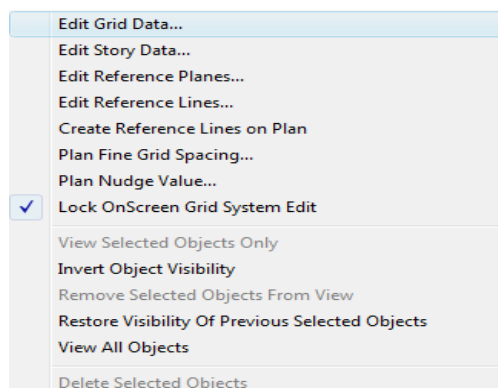 Edit Grid Data...
Edit Story Data...
Edit Reference Planes...
Edit Reference Lines...
Create Reference Lines on Plan
Plan Fine Grid Spacing...
Plan Nudge Value...
Lock OnScreen Grid System Edit
View Selected Objects Only
Invert Object Visibility
Remove Selected Objects From View
Restore Visibility Of Previous Selected Objects
View All Objects
Delete Selected Objects